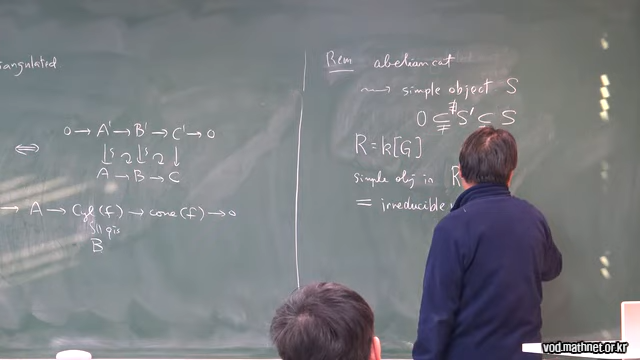 iangulated
0 → A' → B' → C' → 0
⇔ ↓s ↷ ↓s ↷ ↓
A → B → C
→ A → Cyl(f) → cone(f) → 0
qis
B
Rem abelian cat
⟿ simple object S
0 ⊊ ∄ S' ⊊ S
R = k[G]
simple obj in R
= irreducible
vod.mathnet.or.kr